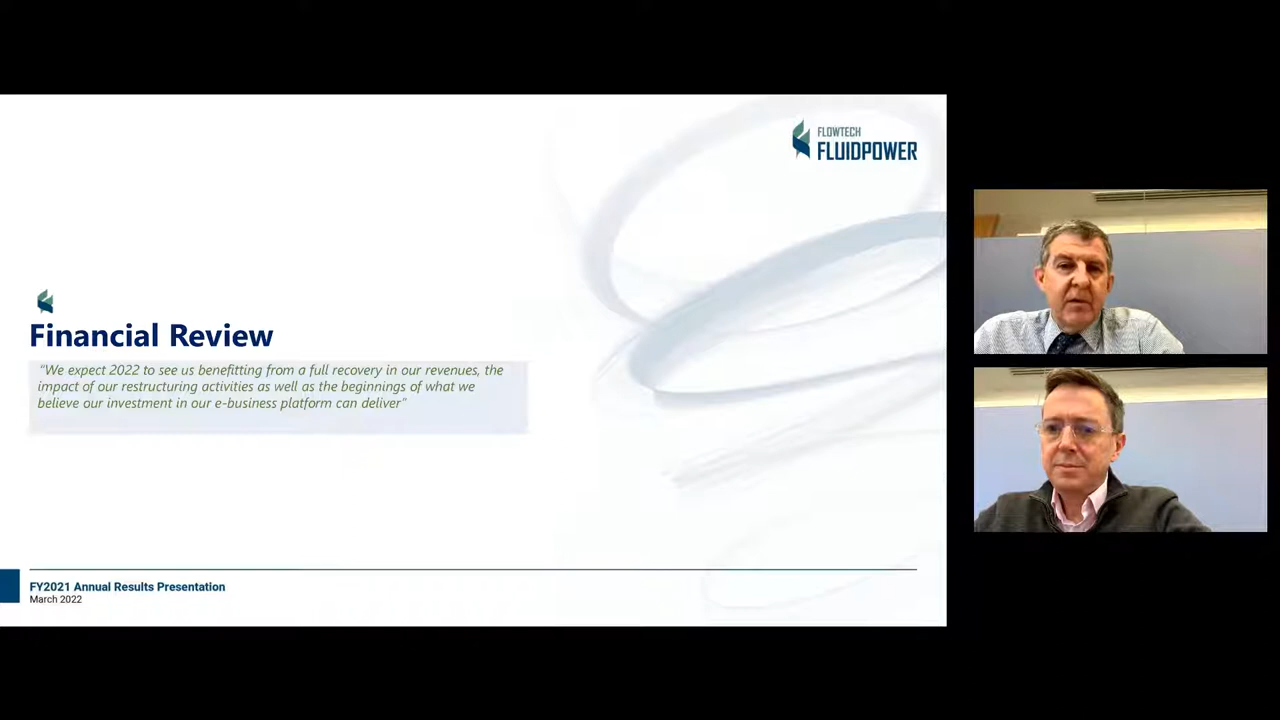 FLOWTECH
FLUIDPOWER
Financial Review
"We expect 2022 to see us benefitting from a full recovery in our revenues, the
impact of our restructuring activities as well as the beginnings of what we
believe our investment in our e-business platform can deliver"
FY2021 Annual Results Presentation
March 2022